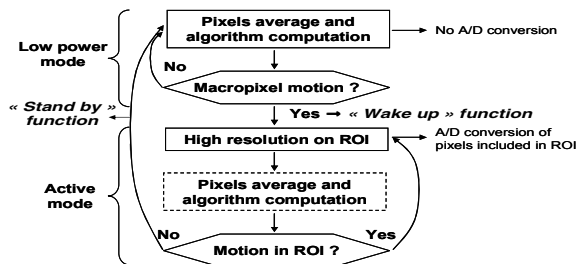 Pixels average and
algorithm computation
No A/D conversion
Low power
mode
No
Macropixel motion ?
« Stand by »
function
Yes → « Wake up » function
High resolution on ROI
A/D conversion of
pixels included in ROI
Pixels average and
algorithm computation
Active
mode
No
Yes
Motion in ROI ?